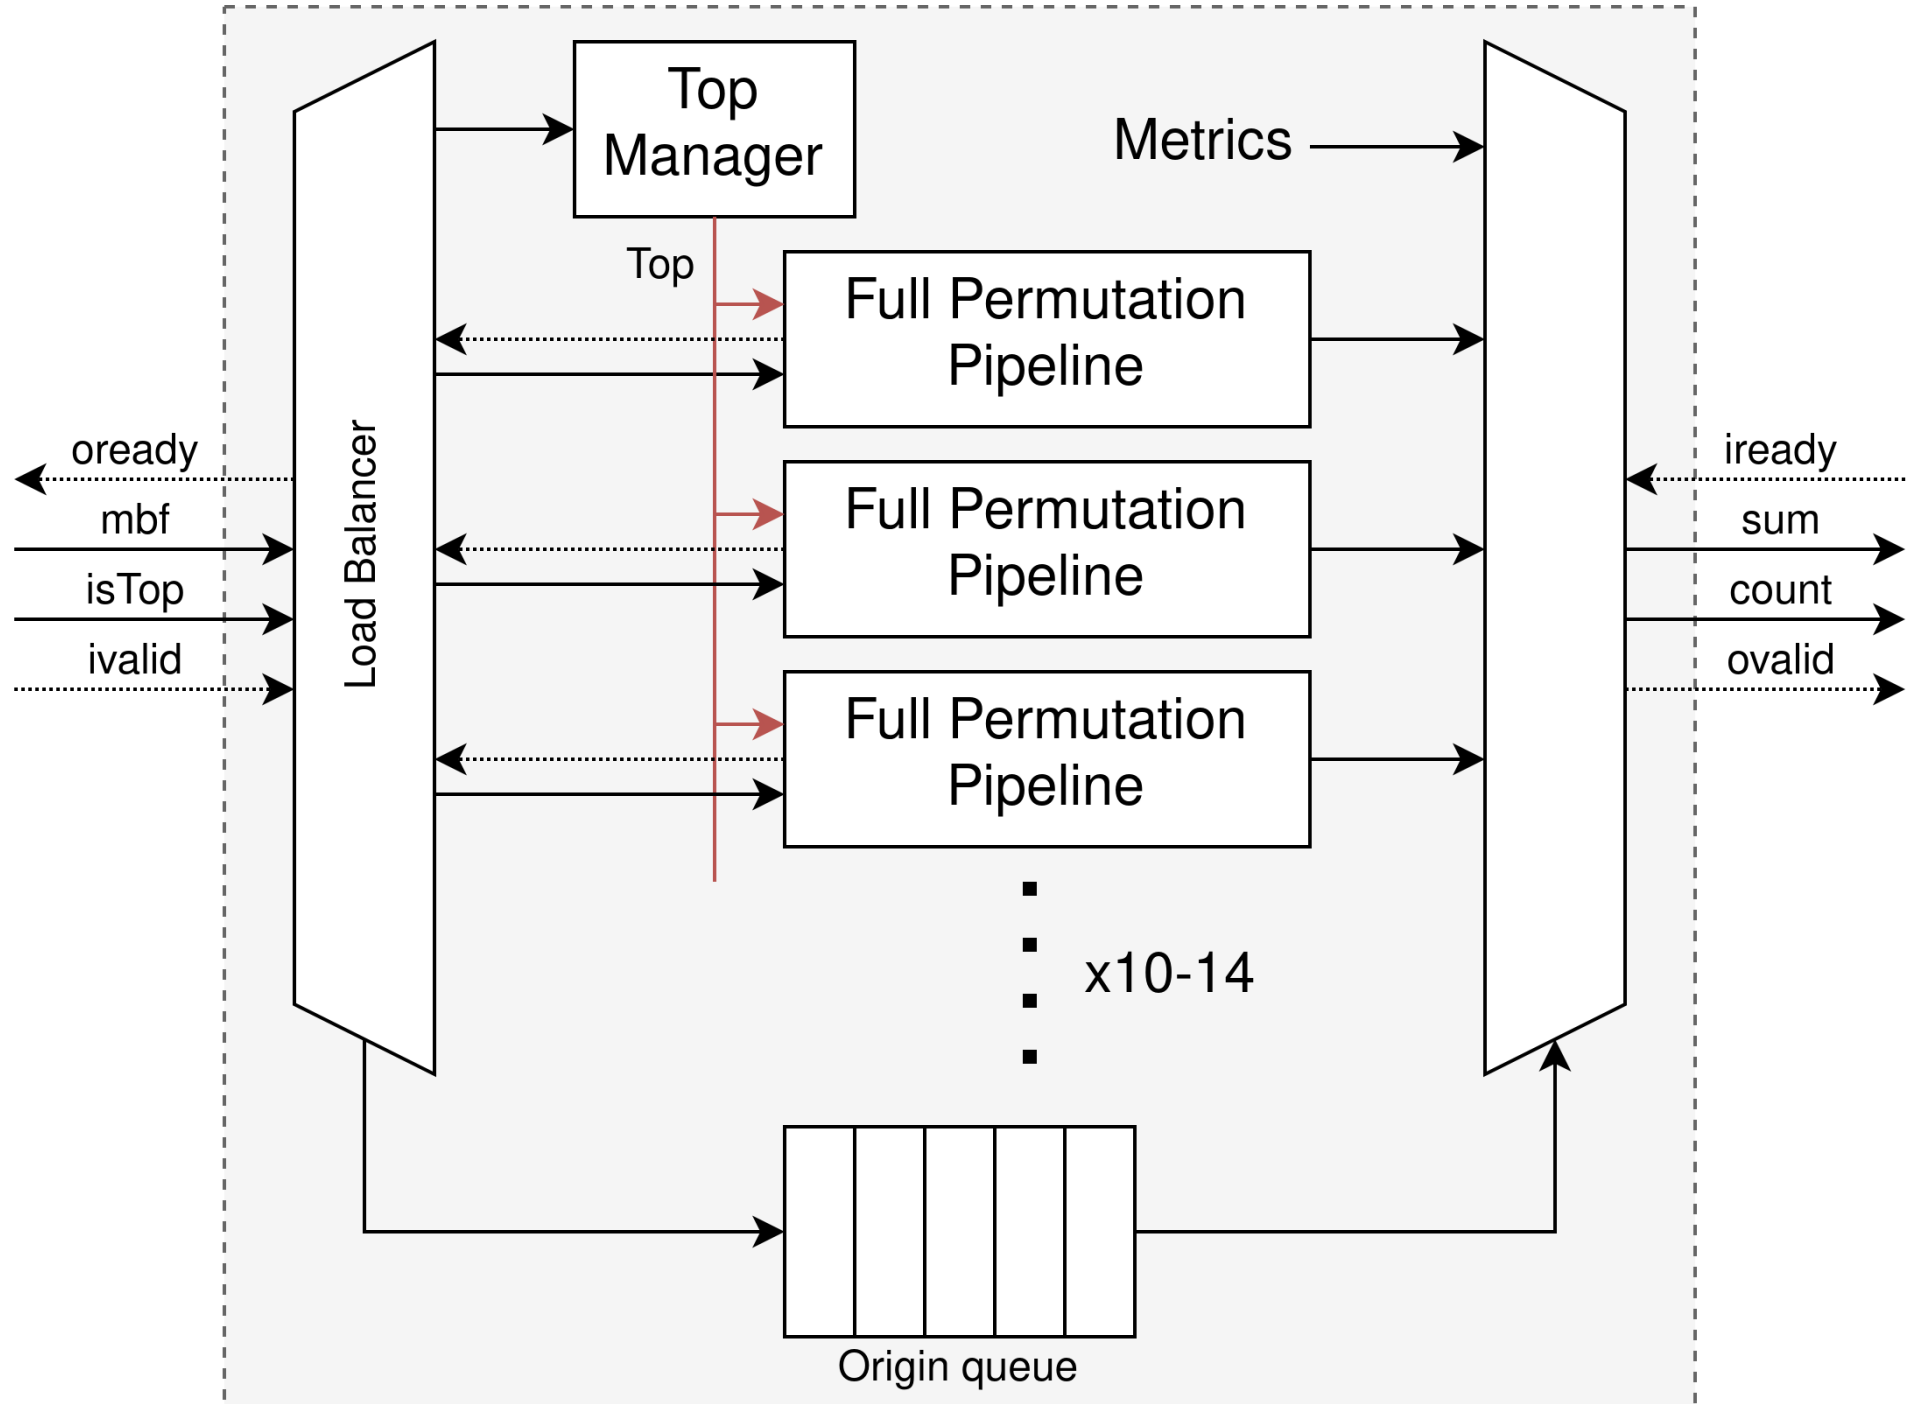 Top
Manager
Metrics
Top
Full Permutation
Pipeline
oready
mbf
isTop
ivalid
Load Balancer
Full Permutation
Pipeline
iready
sum
count
ovalid
Full Permutation
Pipeline
x10-14
Origin queue